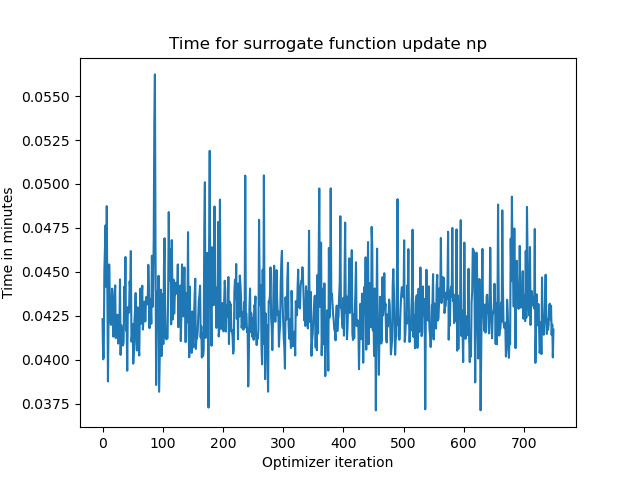 Time for surrogate function update np
0.0550
0.0525
0.0500
0.0475
0.0450
0.0425
0.0400
0.0375
Time in minutes
0 100 200 300 400 500 600 700
Optimizer iteration